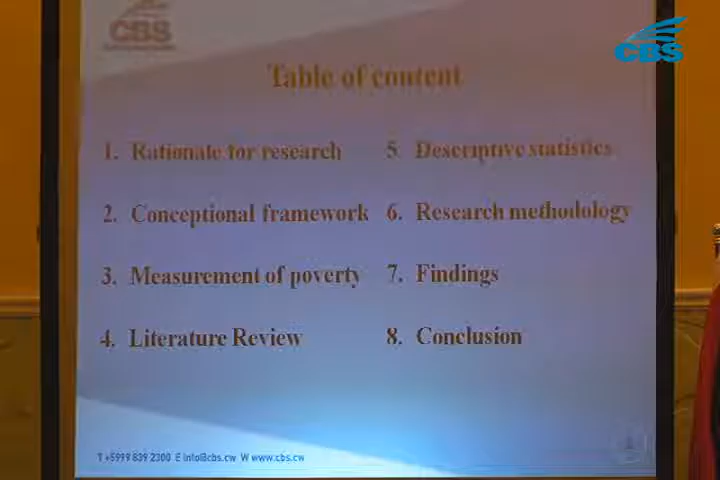 CBS
CBS
Table of content
1. Rationale for research
2. Conceptional framework
3. Measurement of poverty
4. Literature Review
5 Descriptive statistics
6. Research methodology
7. Findings
8. Conclusion
T +5999 839 2300 E info@cbs.cw W www.cbs.cw